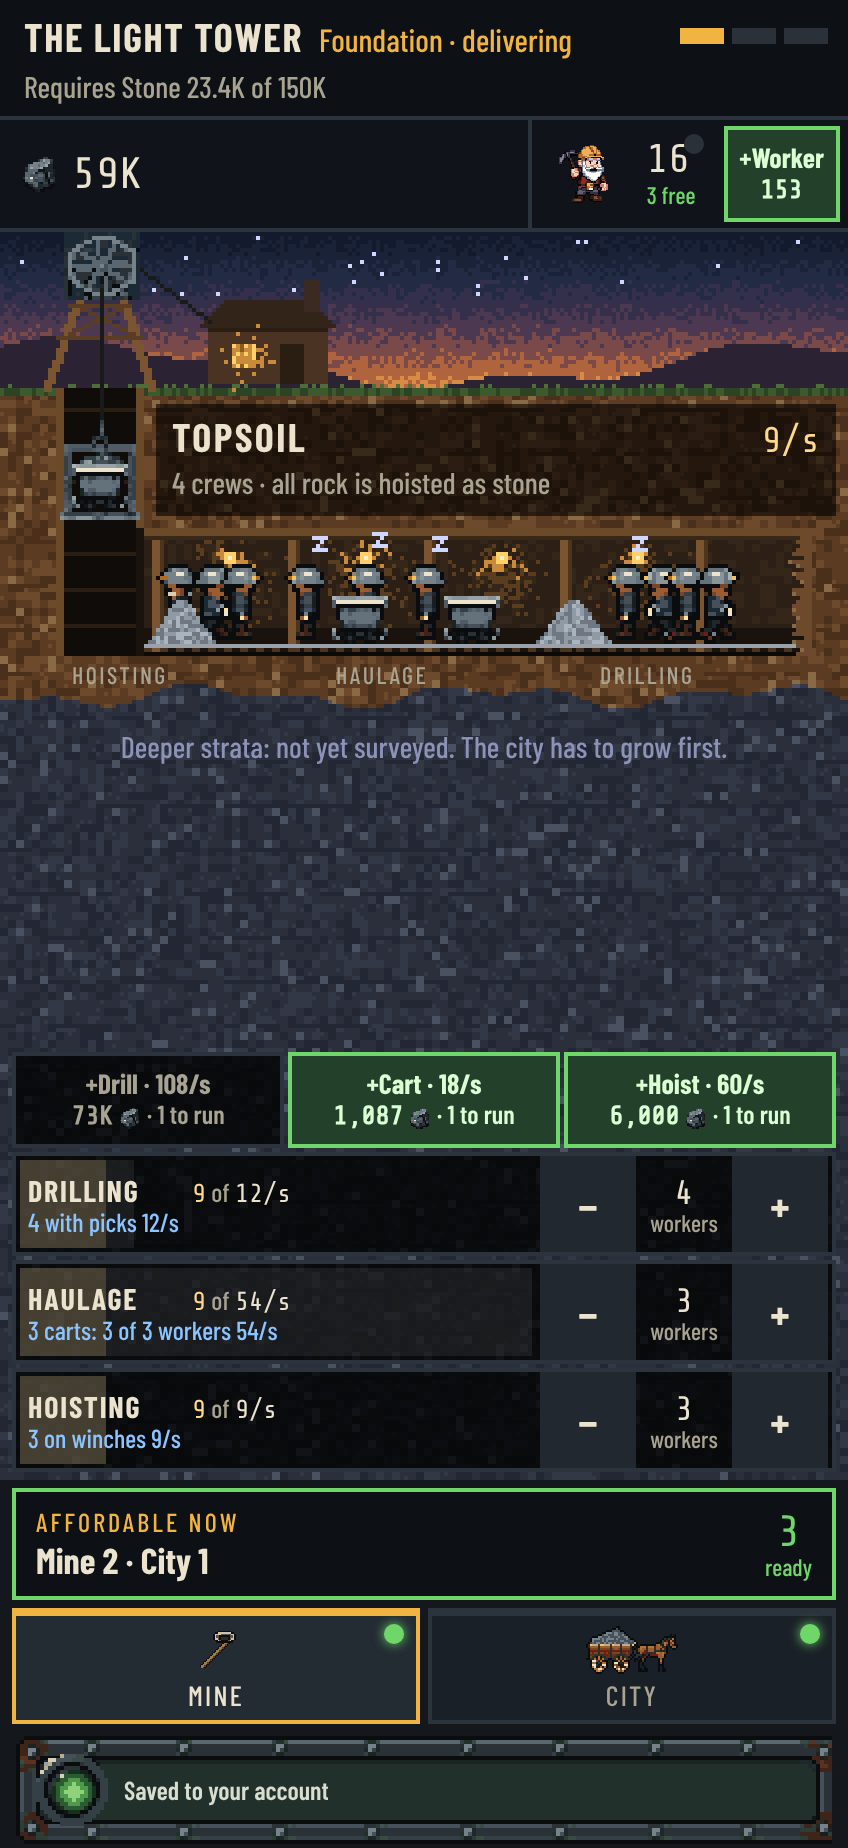 THE LIGHT TOWER Foundation · delivering
Requires Stone 23.4K of 150K
59K
16
3 free
+Worker
153
TOPSOIL 9/s
4 crews · all rock is hoisted as stone
Z Z Z Z
HOISTING HAULAGE DRILLING
Deeper strata: not yet surveyed. The city has to grow first.
+Drill · 108/s
73K · 1 to run
+Cart · 18/s
1,087 · 1 to run
+Hoist · 60/s
6,000 · 1 to run
DRILLING 9 of 12/s
4 with picks 12/s
− 4 +
workers
HAULAGE 9 of 54/s
3 carts: 3 of 3 workers 54/s
− 3 +
workers
HOISTING 9 of 9/s
3 on winches 9/s
− 3 +
workers
AFFORDABLE NOW
Mine 2 · City 1
3
ready
MINE CITY
Saved to your account